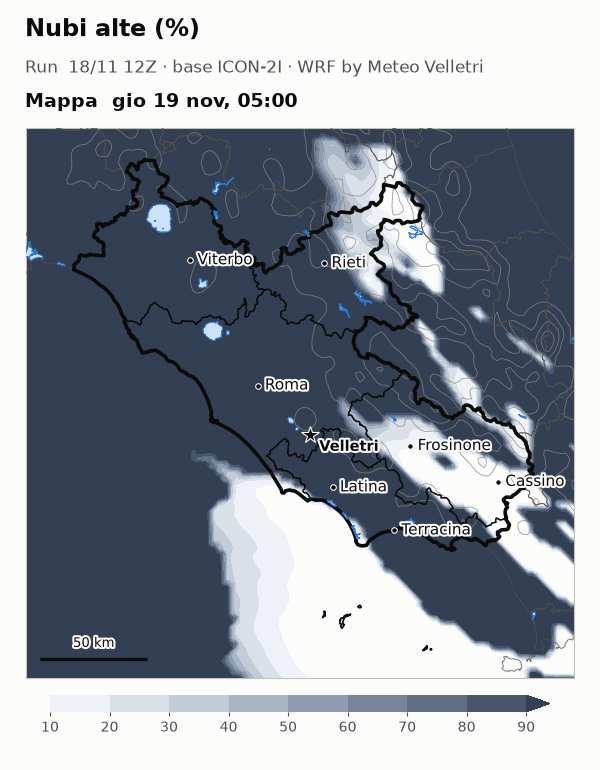 Nubi alte (%)
Run  18/11 12Z · base ICON-2I · WRF by Meteo Velletri
Mappa  gio 19 nov, 05:00
Viterbo
Rieti
Roma
Velletri
Frosinone
Cassino
Latina
Terracina
50 km
10 20 30 40 50 60 70 80 90